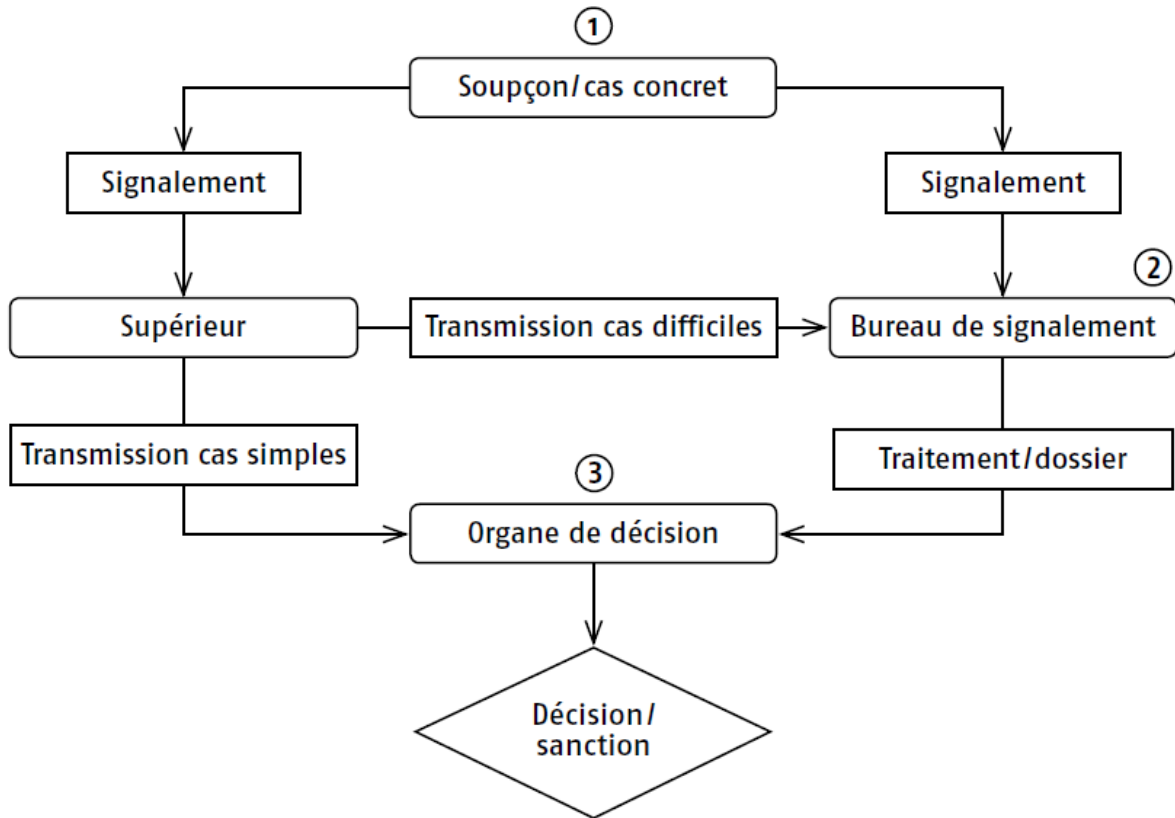 1
Soupçon/cas concret
Signalement
Signalement
2
Supérieur
Transmission cas difficiles
Bureau de signalement
Transmission cas simples
Traitement/dossier
3
Organe de décision
Décision/
sanction